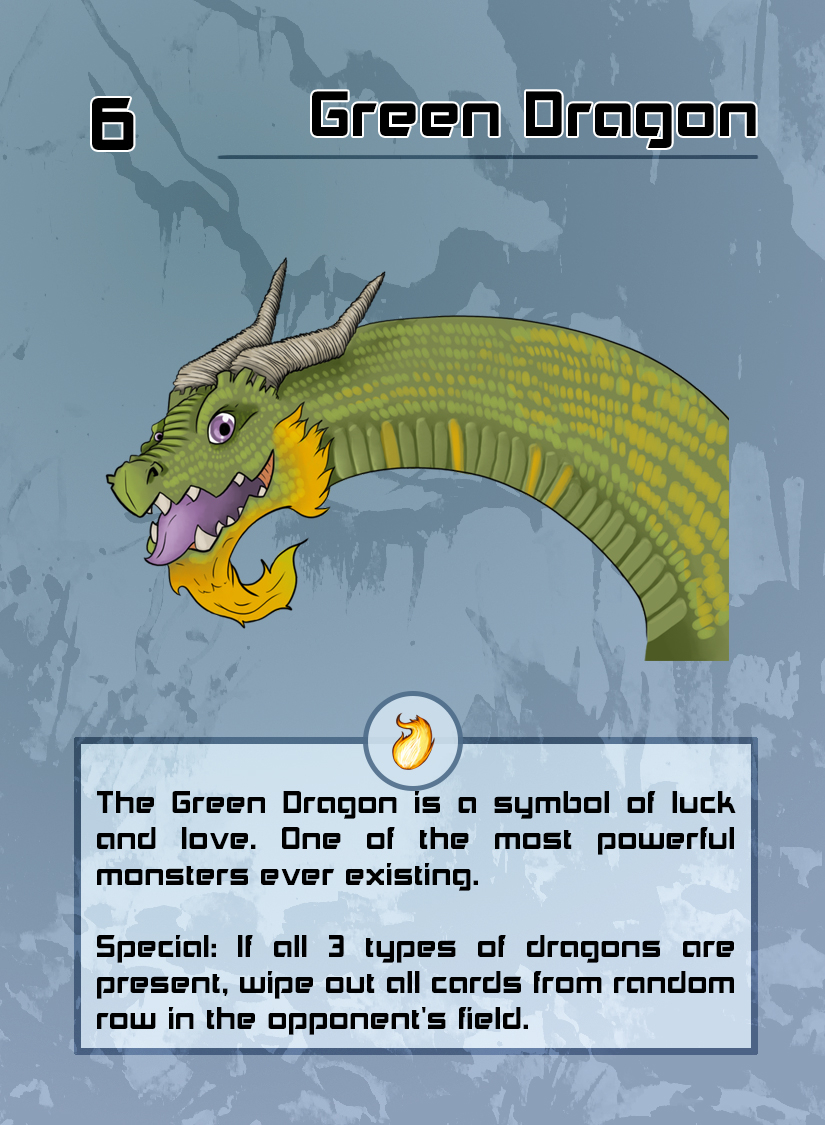 6
Green Dragon
The Green Dragon is a symbol of luck
and love. One of the most powerful
monsters ever existing.
Special: If all 3 types of dragons are
present, wipe out all cards from random
row in the opponent's field.